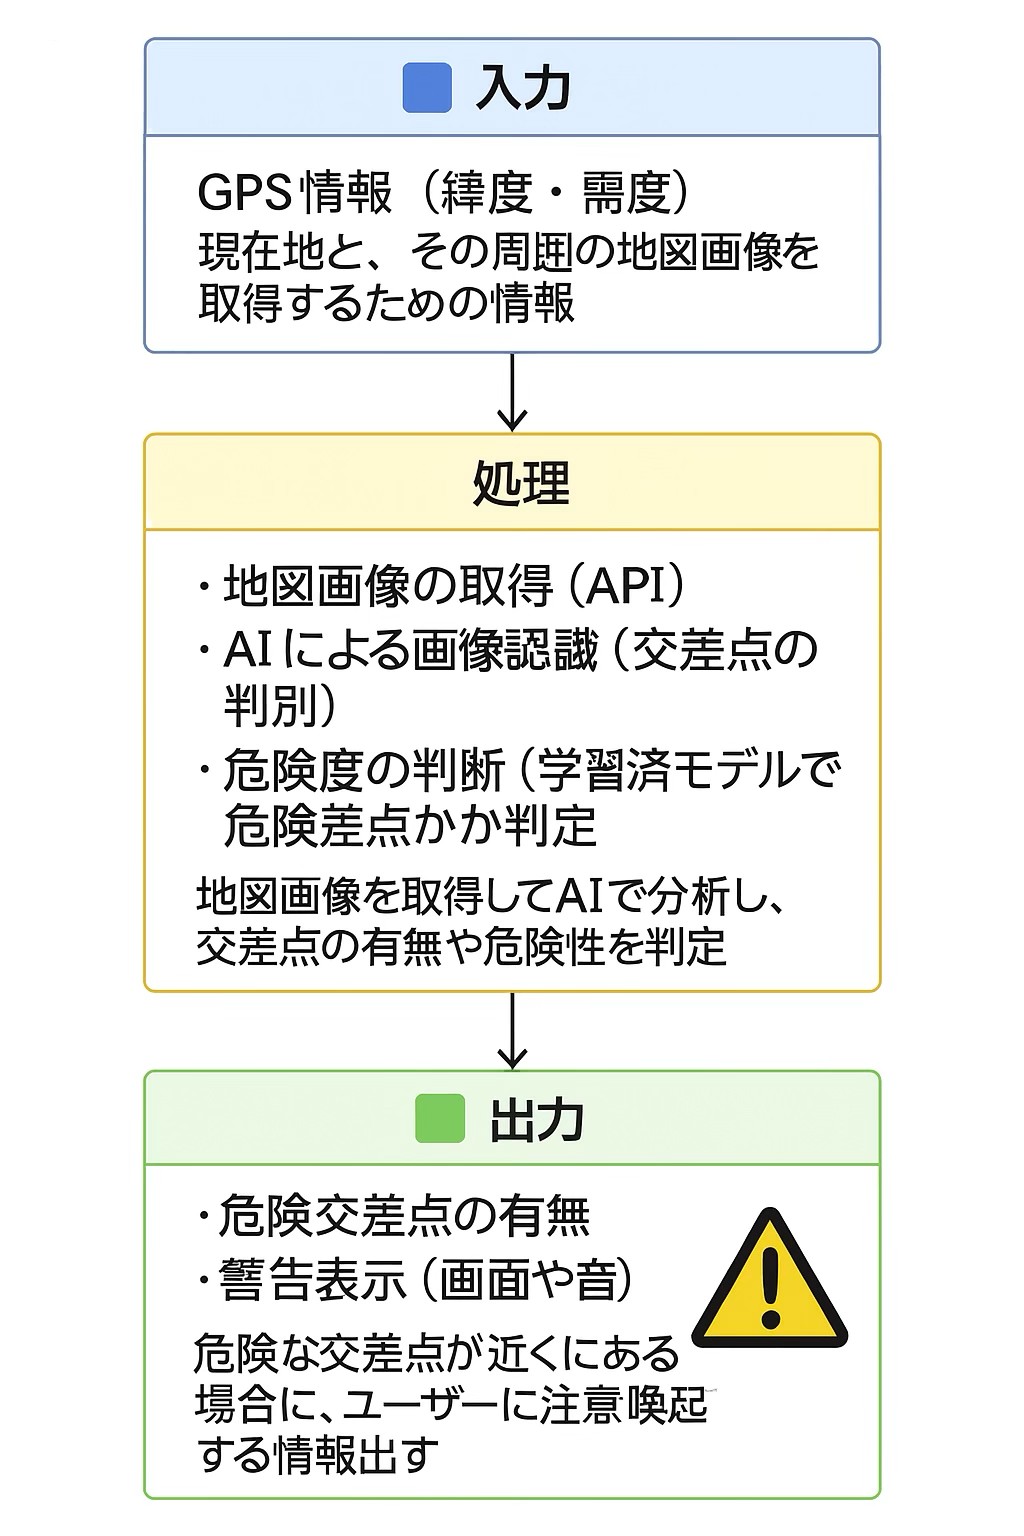 入力
GPS情報（緯度・需度）
現在地と、その周囲の地図画像を
取得するための情報
処理
・地図画像の取得（API）
・AIによる画像認識（交差点の
判別）
・危険度の判断（学習済モデルで
危険差点かか判定
地図画像を取得してAIで分析し、
交差点の有無や危険性を判定
出力
・危険交差点の有無
・警告表示（画面や音）
危険な交差点が近くにある
場合に、ユーザーに注意喚起
する情報出す